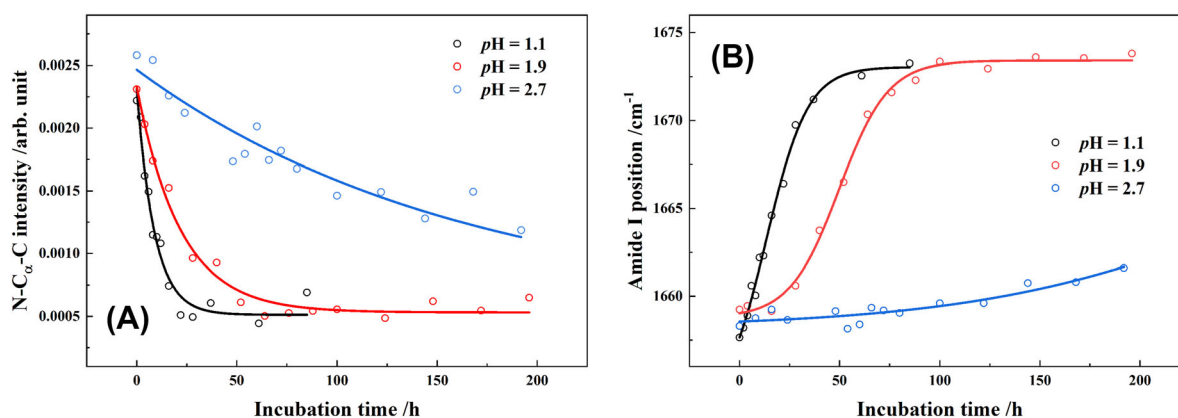 (A)
pH = 1.1
pH = 1.9
pH = 2.7
N-Cα-C intensity /arb. unit
0.0025
0.0020
0.0015
0.0010
0.0005
0 50 100 150 200
Incubation time /h
(B)
pH = 1.1
pH = 1.9
pH = 2.7
Amide I position /cm⁻¹
1675
1670
1665
1660
0 50 100 150 200
Incubation time /h